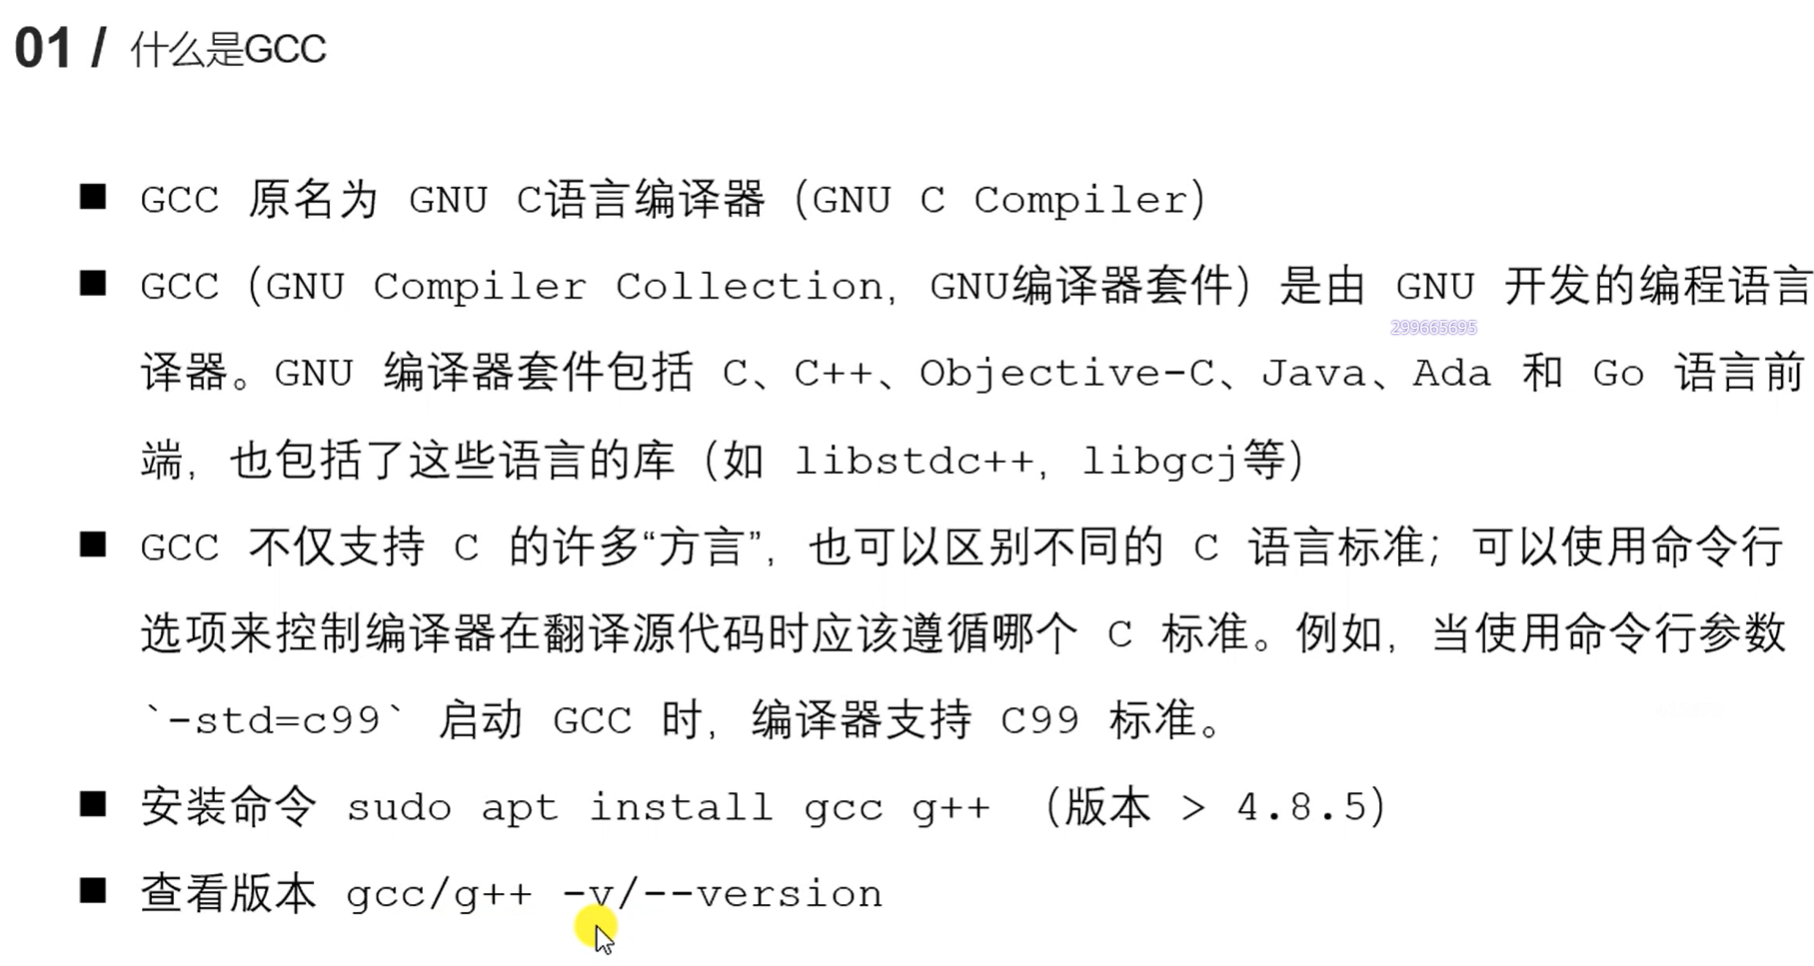 01 / 什么是GCC
■ GCC 原名为 GNU C语言编译器（GNU C Compiler）
■ GCC（GNU Compiler Collection，GNU编译器套件）是由 GNU 开发的编程语言
299665695
译器。GNU 编译器套件包括 C、C++、Objective-C、Java、Ada 和 Go 语言前
端，也包括了这些语言的库（如 libstdc++，libgcj等）
■ GCC 不仅支持 C 的许多“方言”，也可以区别不同的 C 语言标准；可以使用命令行
选项来控制编译器在翻译源代码时应该遵循哪个 C 标准。例如，当使用命令行参数
`-std=c99` 启动 GCC 时，编译器支持 C99 标准。
■ 安装命令 sudo apt install gcc g++ （版本 > 4.8.5）
■ 查看版本 gcc/g++ -v/--version